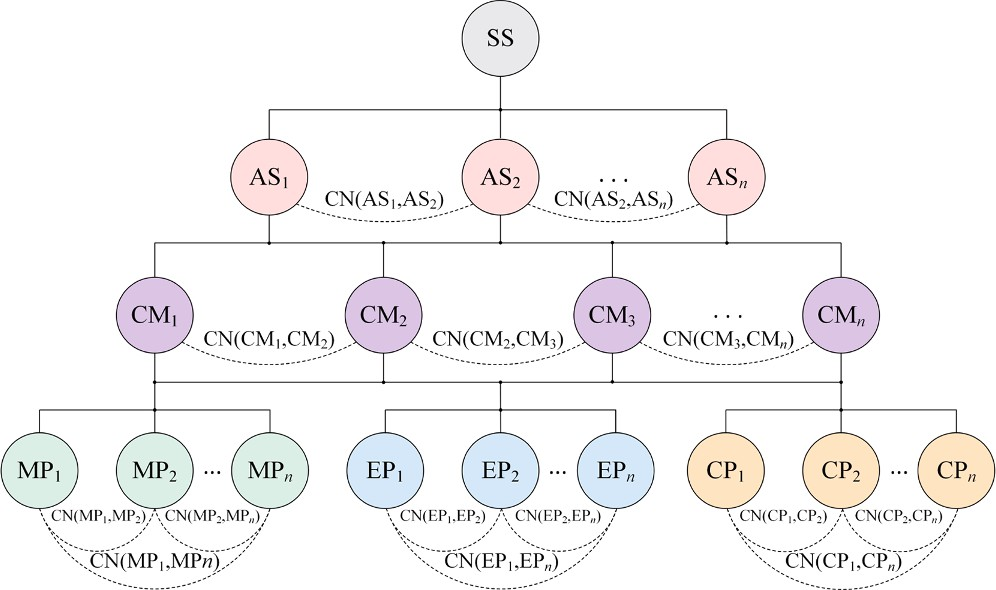 SS
AS₁ AS₂ . . . ASₙ
CN(AS₁,AS₂) CN(AS₂,ASₙ)
CM₁ CM₂ CM₃ . . . CMₙ
CN(CM₁,CM₂) CN(CM₂,CM₃) CN(CM₃,CMₙ)
MP₁ MP₂ ... MPₙ EP₁ EP₂ ... EPₙ CP₁ CP₂ ... CPₙ
CN(MP₁,MP₂) CN(MP₂,MPₙ) CN(EP₁,EP₂) CN(EP₂,EPₙ) CN(CP₁,CP₂) CN(CP₂,CPₙ)
CN(MP₁,MPn) CN(EP₁,EPₙ) CN(CP₁,CPₙ)